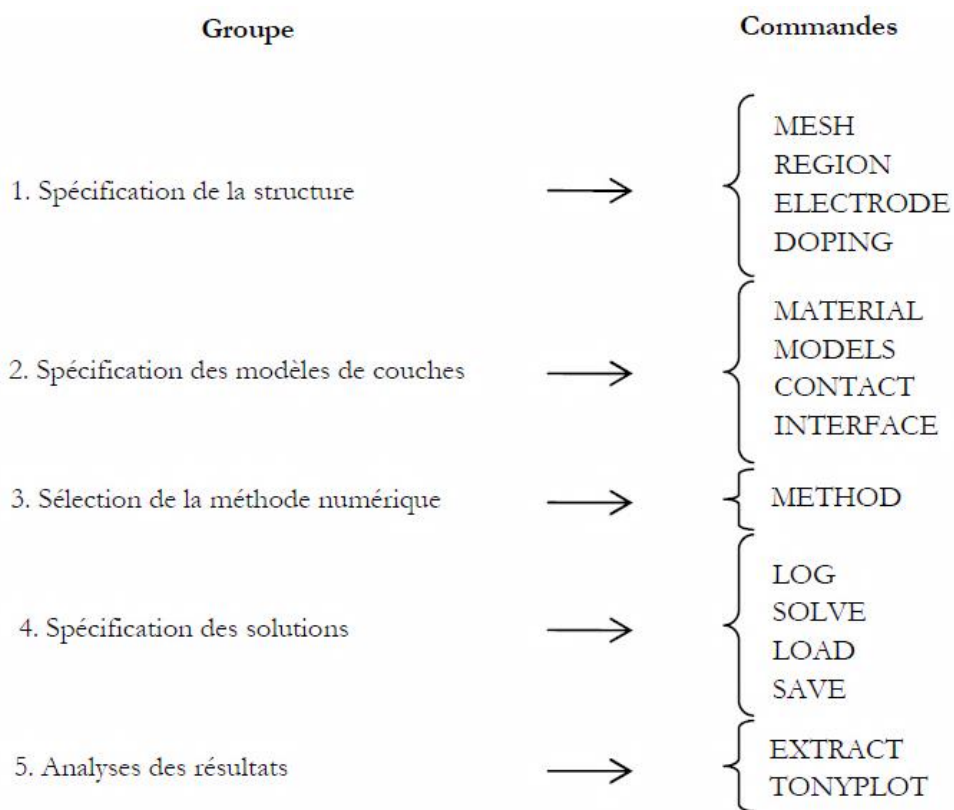 Groupe
Commandes
1. Spécification de la structure
MESH
REGION
ELECTRODE
DOPING
2. Spécification des modèles de couches
MATERIAL
MODELS
CONTACT
INTERFACE
3. Sélection de la méthode numérique
METHOD
4. Spécification des solutions
LOG
SOLVE
LOAD
SAVE
5. Analyses des résultats
EXTRACT
TONYPLOT